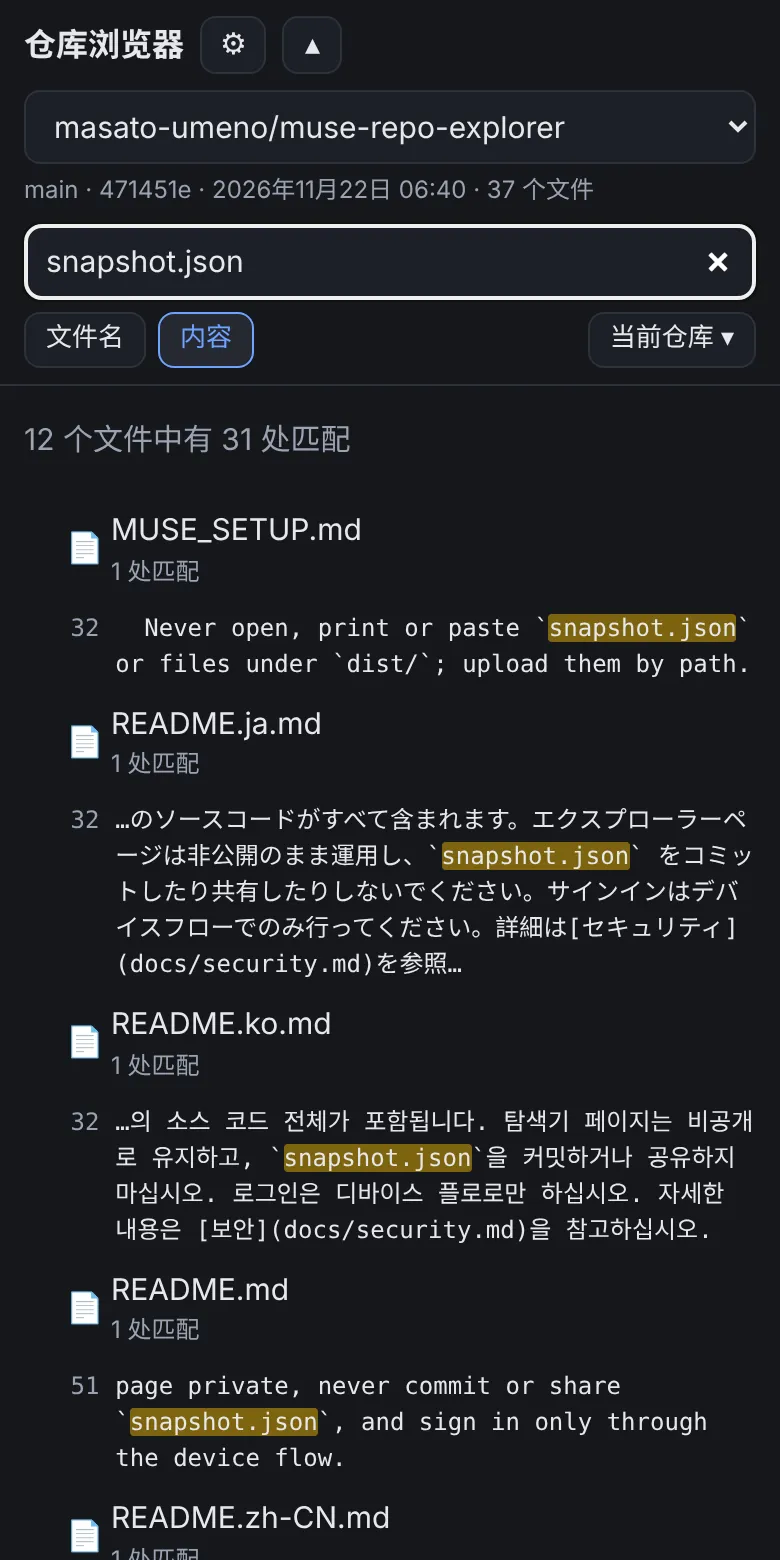 仓库浏览器 ⚙ ▲
masato-umeno/muse-repo-explorer
main · 471451e · 2026年11月22日 06:40 · 37 个文件
snapshot.json ×
文件名 内容 当前仓库 ▾
12 个文件中有 31 处匹配
MUSE_SETUP.md
1 处匹配
32 Never open, print or paste `snapshot.json`
or files under `dist/`; upload them by path.
README.ja.md
1 处匹配
32 …のソースコードがすべて含まれます。エクスプローラーペ
ージは非公開のまま運用し、`snapshot.json` をコミッ
トしたり共有したりしないでください。サインインはデバ
イスフローでのみ行ってください。詳細は[セキュリティ]
(docs/security.md)を参照…
README.ko.md
1 处匹配
32 …의 소스 코드 전체가 포함됩니다. 탐색기 페이지는 비공개
로 유지하고, `snapshot.json`을 커밋하거나 공유하지
마십시오. 로그인은 디바이스 플로로만 하십시오. 자세한
내용은 [보안](docs/security.md)을 참고하십시오.
README.md
1 处匹配
51 page private, never commit or share
`snapshot.json`, and sign in only through
the device flow.
README.zh-CN.md
1 处匹配